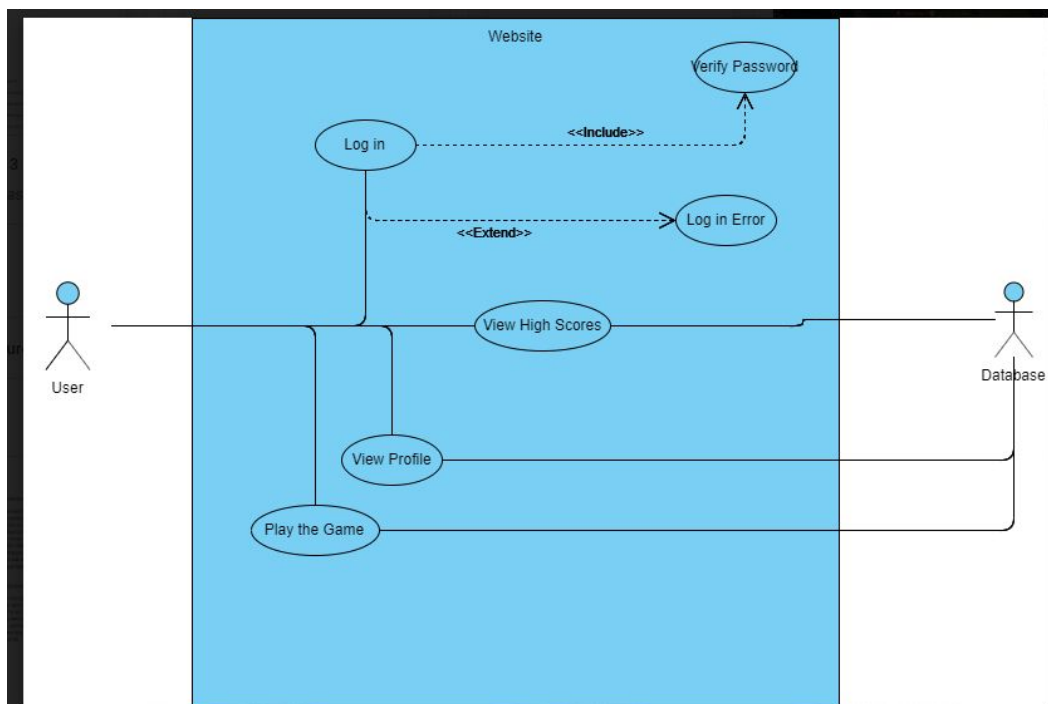 Website
Verify Password
<<Include>>
Log in
Log in Error
<<Extend>>
View High Scores
User
Database
View Profile
Play the Game